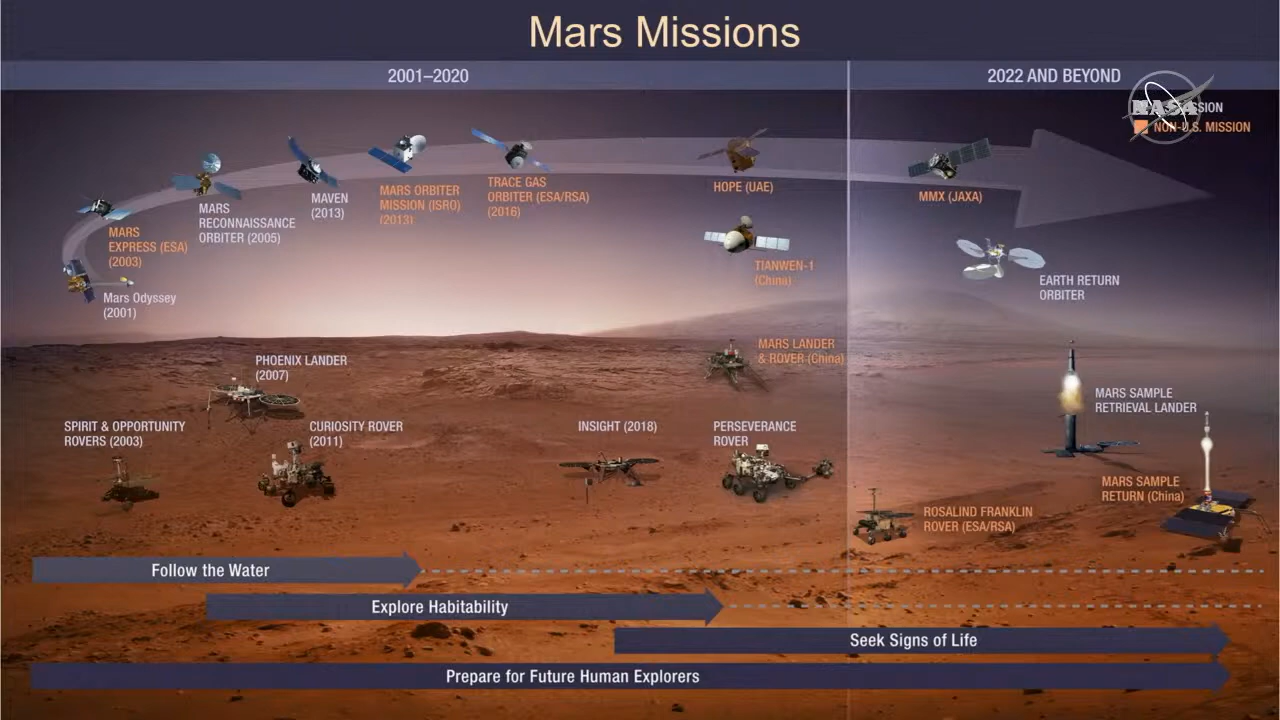 Mars Missions
2001–2020
2022 AND BEYOND
NASA
SSION
NON-U.S. MISSION
MARS
EXPRESS (ESA)
(2003)
Mars Odyssey
(2001)
MARS
RECONNAISSANCE
ORBITER (2005)
MAVEN
(2013)
MARS ORBITER
MISSION (ISRO)
(2013)
TRACE GAS
ORBITER (ESA/RSA)
(2016)
HOPE (UAE)
TIANWEN-1
(China)
MMX (JAXA)
EARTH RETURN
ORBITER
PHOENIX LANDER
(2007)
MARS LANDER
& ROVER (China)
SPIRIT & OPPORTUNITY
ROVERS (2003)
CURIOSITY ROVER
(2011)
INSIGHT (2018)
PERSEVERANCE
ROVER
MARS SAMPLE
RETRIEVAL LANDER
MARS SAMPLE
RETURN (China)
ROSALIND FRANKLIN
ROVER (ESA/RSA)
Follow the Water
Explore Habitability
Seek Signs of Life
Prepare for Future Human Explorers